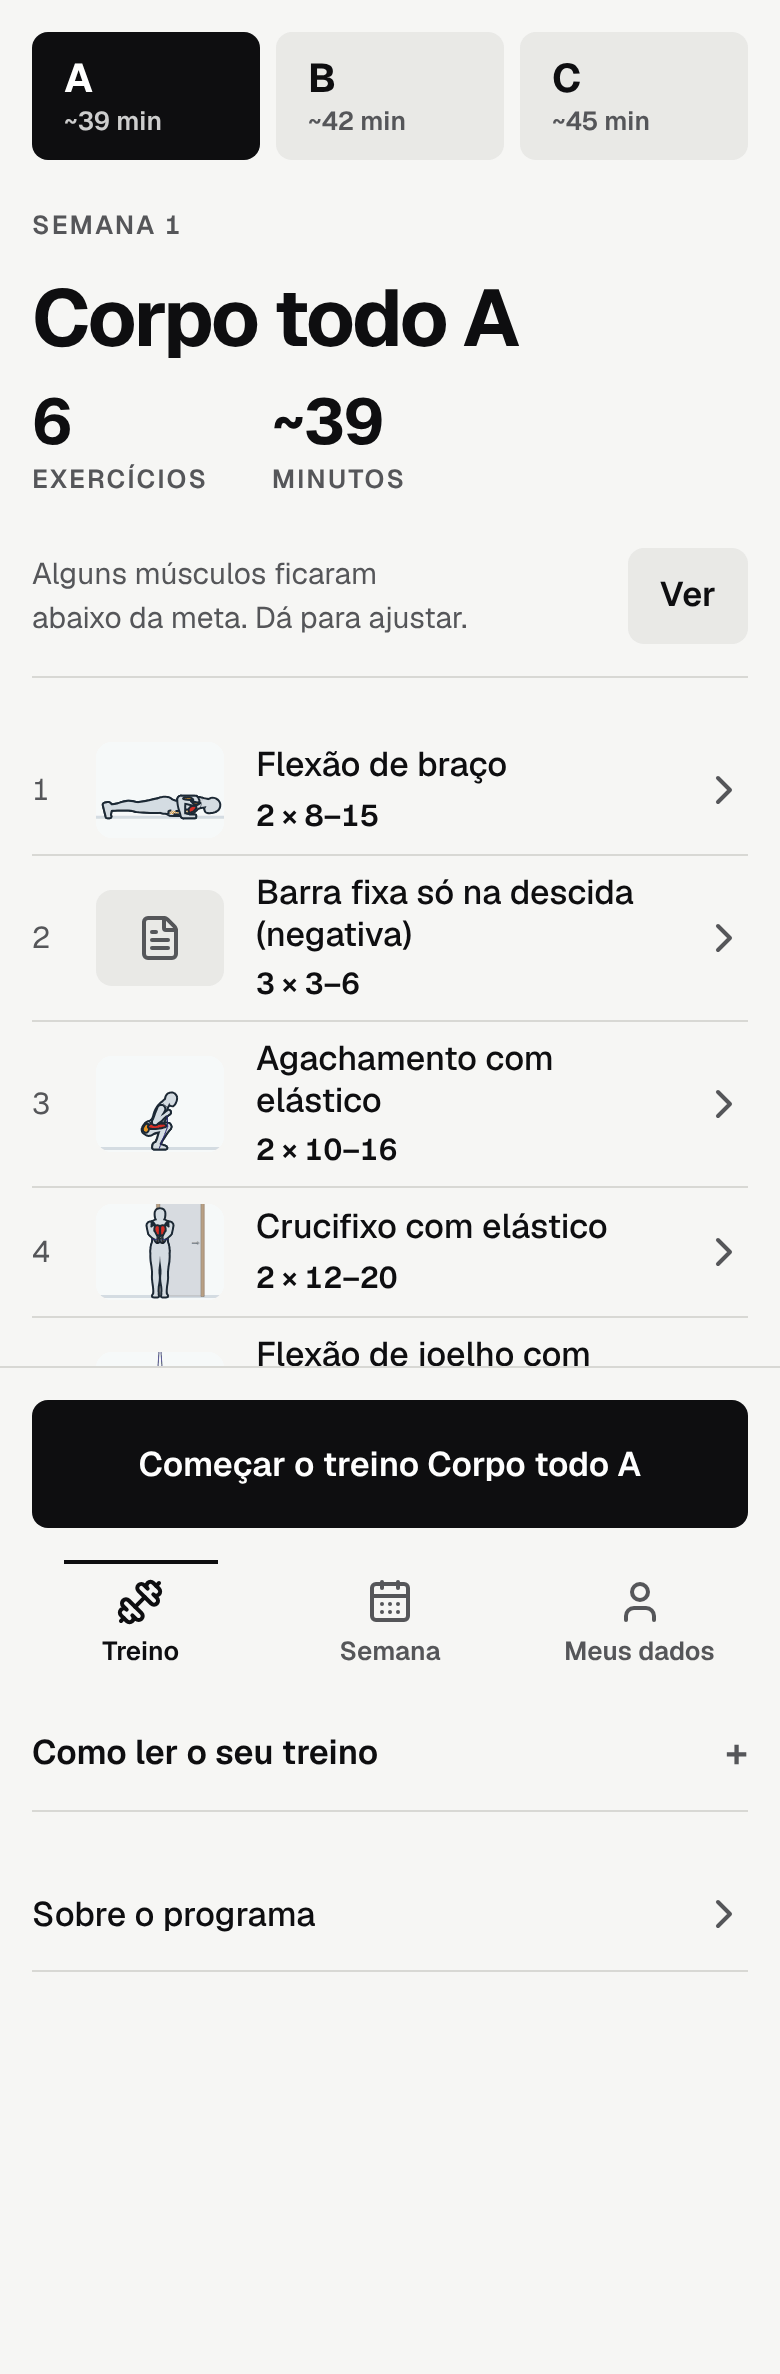 A
~39 min
B
~42 min
C
~45 min
SEMANA 1
Corpo todo A
6
EXERCÍCIOS
~39
MINUTOS
Alguns músculos ficaram
abaixo da meta. Dá para ajustar.
Ver
1
Flexão de braço
2 × 8–15
2
Barra fixa só na descida
(negativa)
3 × 3–6
3
Agachamento com
elástico
2 × 10–16
4
Crucifixo com elástico
2 × 12–20
Flexão de joelho com
Começar o treino Corpo todo A
Treino
Semana
Meus dados
Como ler o seu treino
+
Sobre o programa